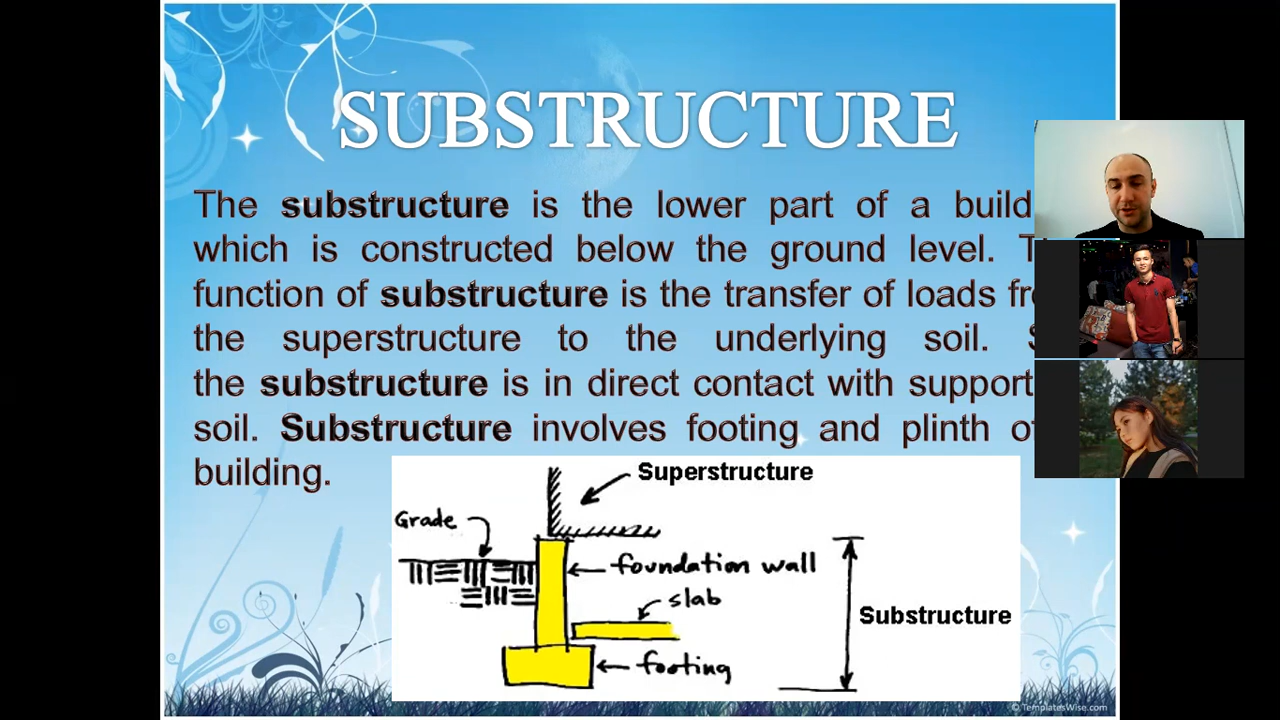 SUBSTRUCTURE
The substructure is the lower part of a build
which is constructed below the ground level.
function of substructure is the transfer of loads
the superstructure to the underlying soil.
the substructure is in direct contact with support
soil. Substructure involves footing and plinth
building.
Superstructure
Grade
foundation wall
slab
Substructure
footing
© TemplatesWise.com